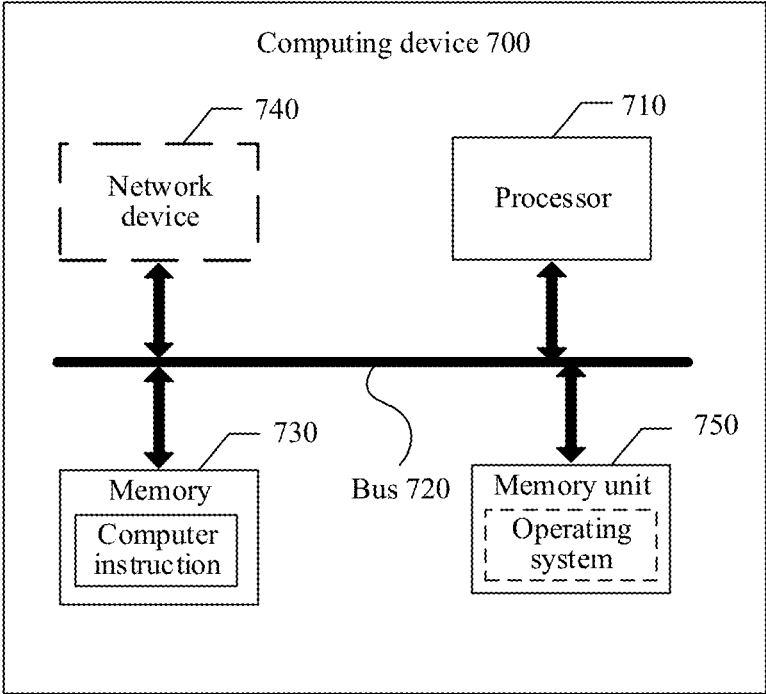 Computing device 700
740
710
Network
device
Processor
730
750
Bus 720
Memory
Computer
instruction
Memory unit
Operating
system